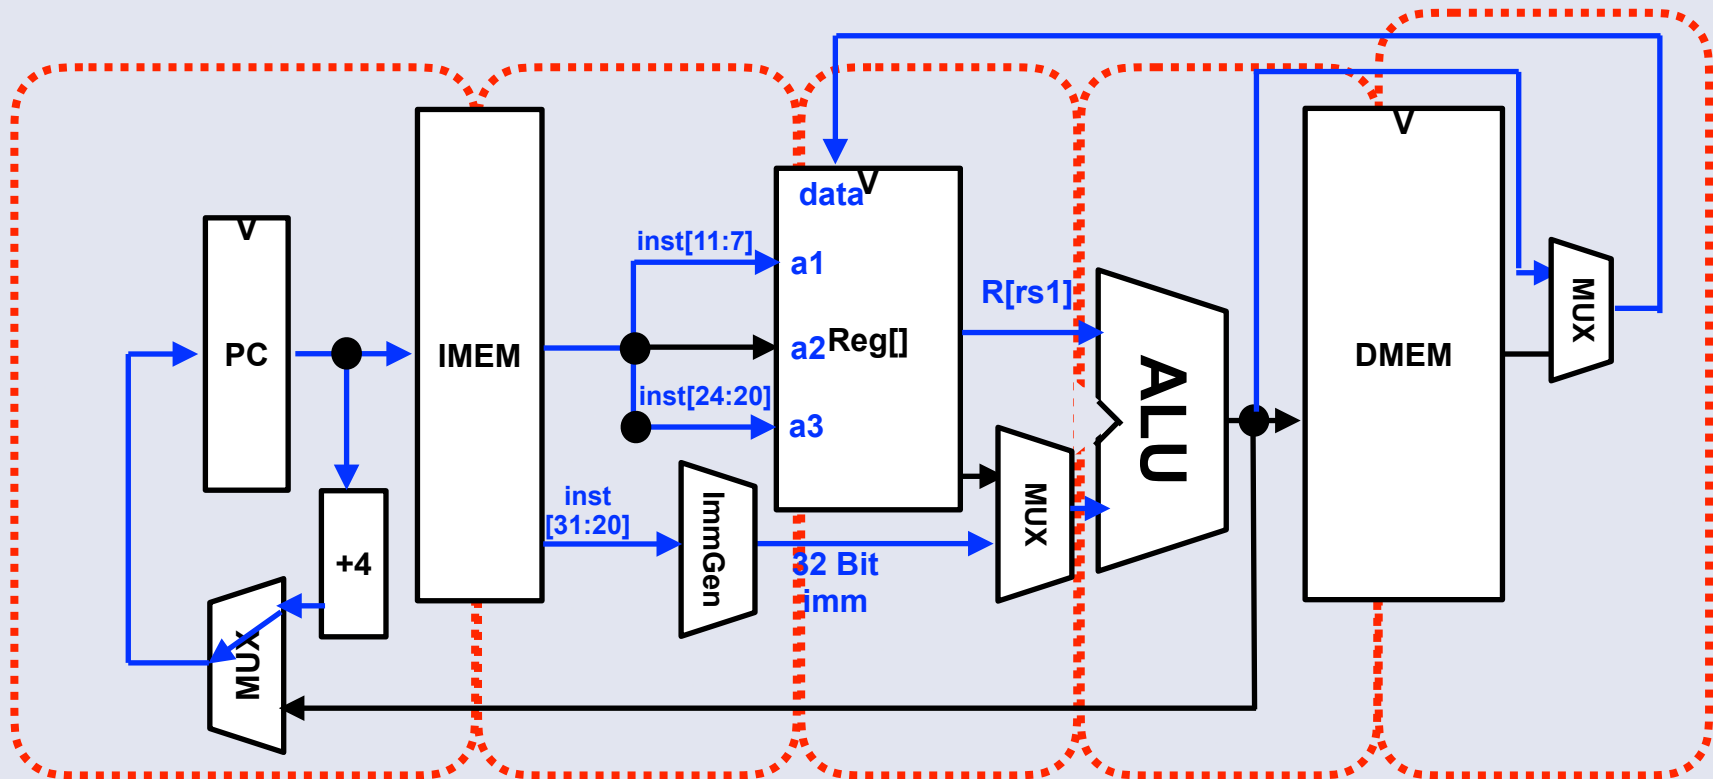 V
PC
+4
MUX
IMEM
inst[11:7]
inst[24:20]
inst
[31:20]
ImmGen
data
V
a1
a2
Reg[]
a3
32 Bit
imm
R[rs1]
MUX
ALU
V
DMEM
MUX